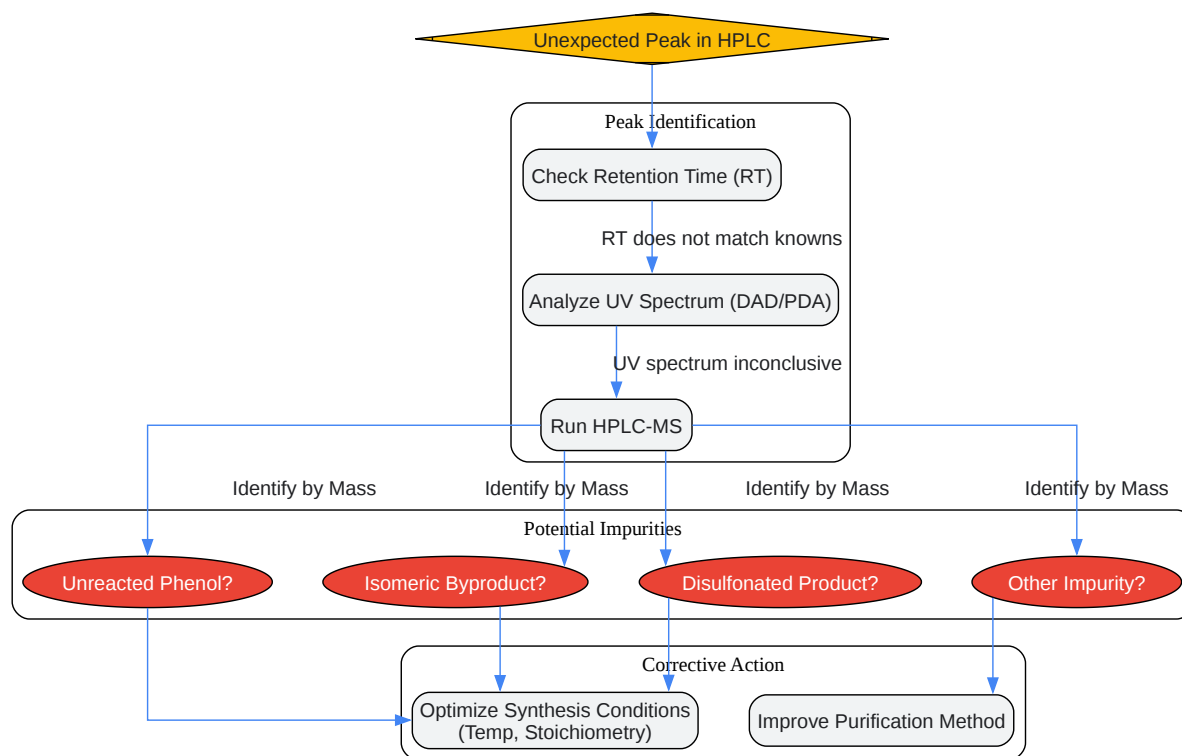 Unexpected Peak in HPLC
Peak Identification
Check Retention Time (RT)
RT does not match knowns
Analyze UV Spectrum (DAD/PDA)
UV spectrum inconclusive
Run HPLC-MS
Identify by Mass
Identify by Mass
Identify by Mass
Identify by Mass
Potential Impurities
Unreacted Phenol?
Isomeric Byproduct?
Disulfonated Product?
Other Impurity?
Corrective Action
Optimize Synthesis Conditions
(Temp, Stoichiometry)
Improve Purification Method